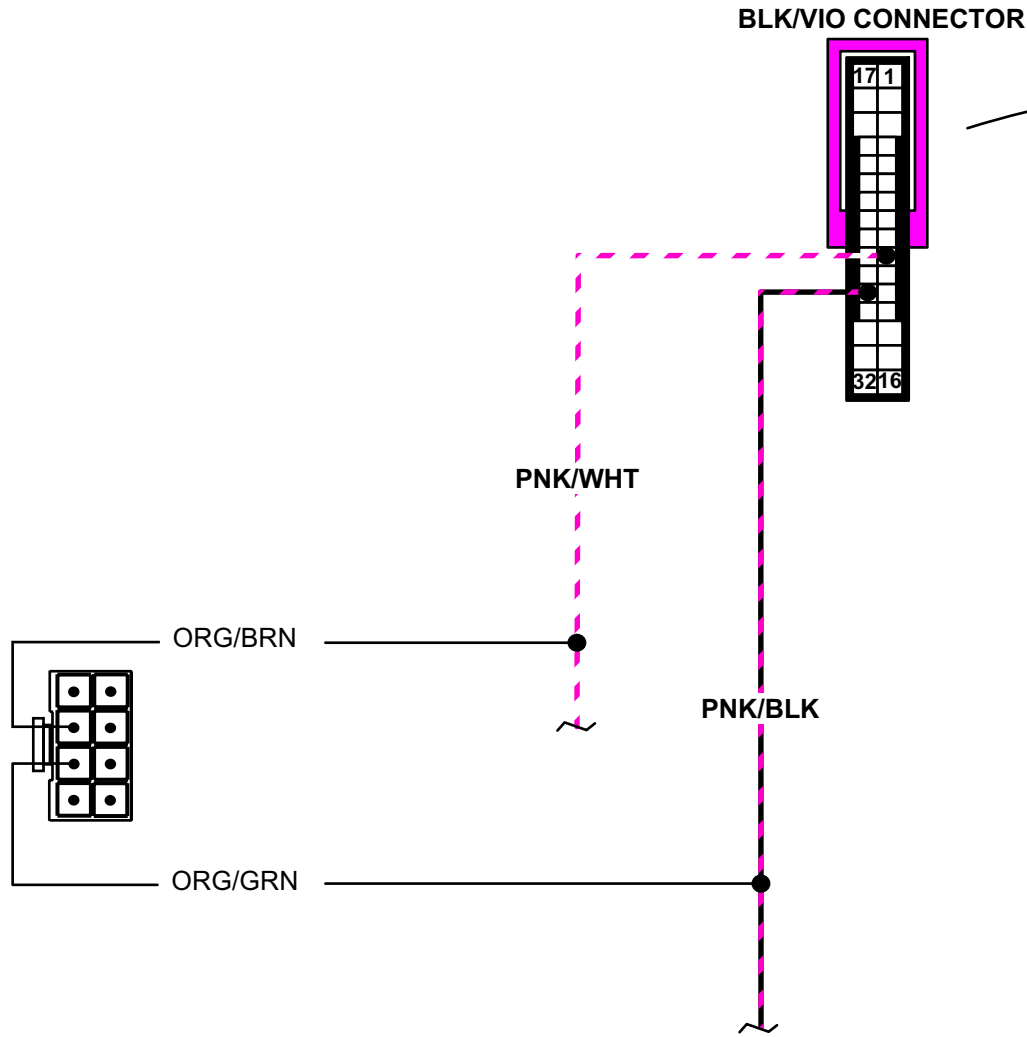 BLK/VIO CONNECTOR
17 1
32 16
PNK/WHT
ORG/BRN
PNK/BLK
ORG/GRN